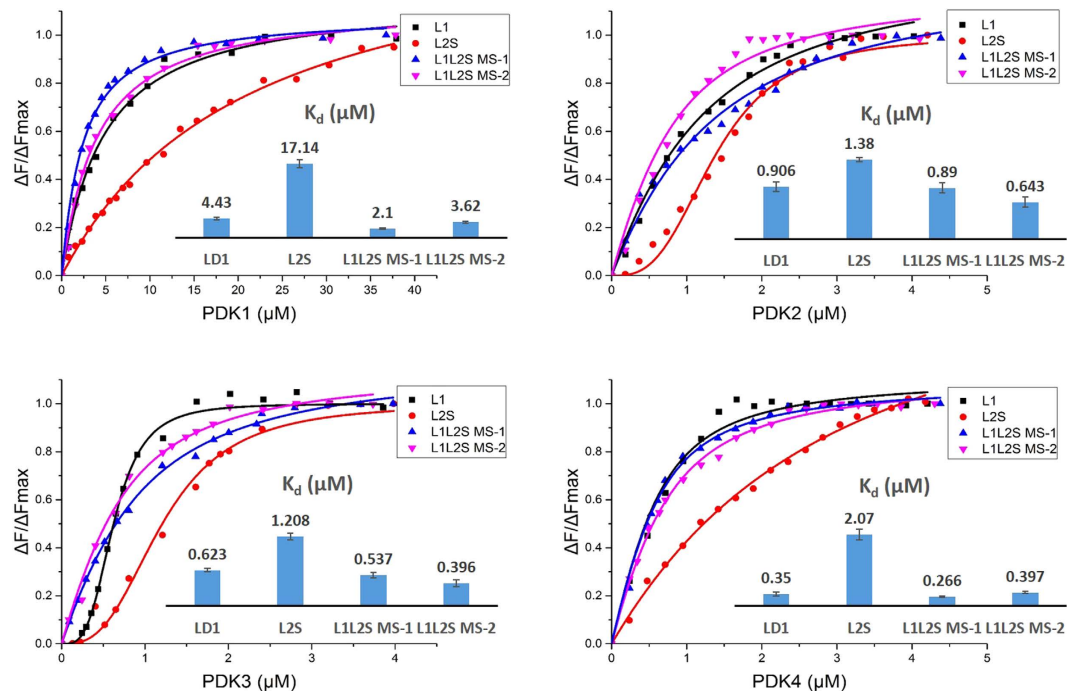 L1
L2S
L1L2S MS-1
L1L2S MS-2
1.0
0.8
0.6
0.4
0.2
0.0
ΔF/ΔFmax
Kd (μM)
4.43
17.14
2.1
3.62
LD1 L2S L1L2S MS-1 L1L2S MS-2
0 5 10 15 20 25 30 35 40
PDK1 (μM)
L1
L2S
L1L2S MS-1
L1L2S MS-2
1.0
0.8
0.6
0.4
0.2
0.0
ΔF/ΔFmax
Kd (μM)
0.906
1.38
0.89
0.643
LD1 L2S L1L2S MS-1 L1L2S MS-2
0 1 2 3 4 5
PDK2 (μM)
L1
L2S
L1L2S MS-1
L1L2S MS-2
1.0
0.8
0.6
0.4
0.2
0.0
ΔF/ΔFmax
Kd (μM)
0.623
1.208
0.537
0.396
LD1 L2S L1L2S MS-1 L1L2S MS-2
0 1 2 3 4 5
PDK3 (μM)
L1
L2S
L1L2S MS-1
L1L2S MS-2
1.0
0.8
0.6
0.4
0.2
0.0
ΔF/ΔFmax
Kd (μM)
0.35
2.07
0.266
0.397
LD1 L2S L1L2S MS-1 L1L2S MS-2
0 1 2 3 4 5
PDK4 (μM)